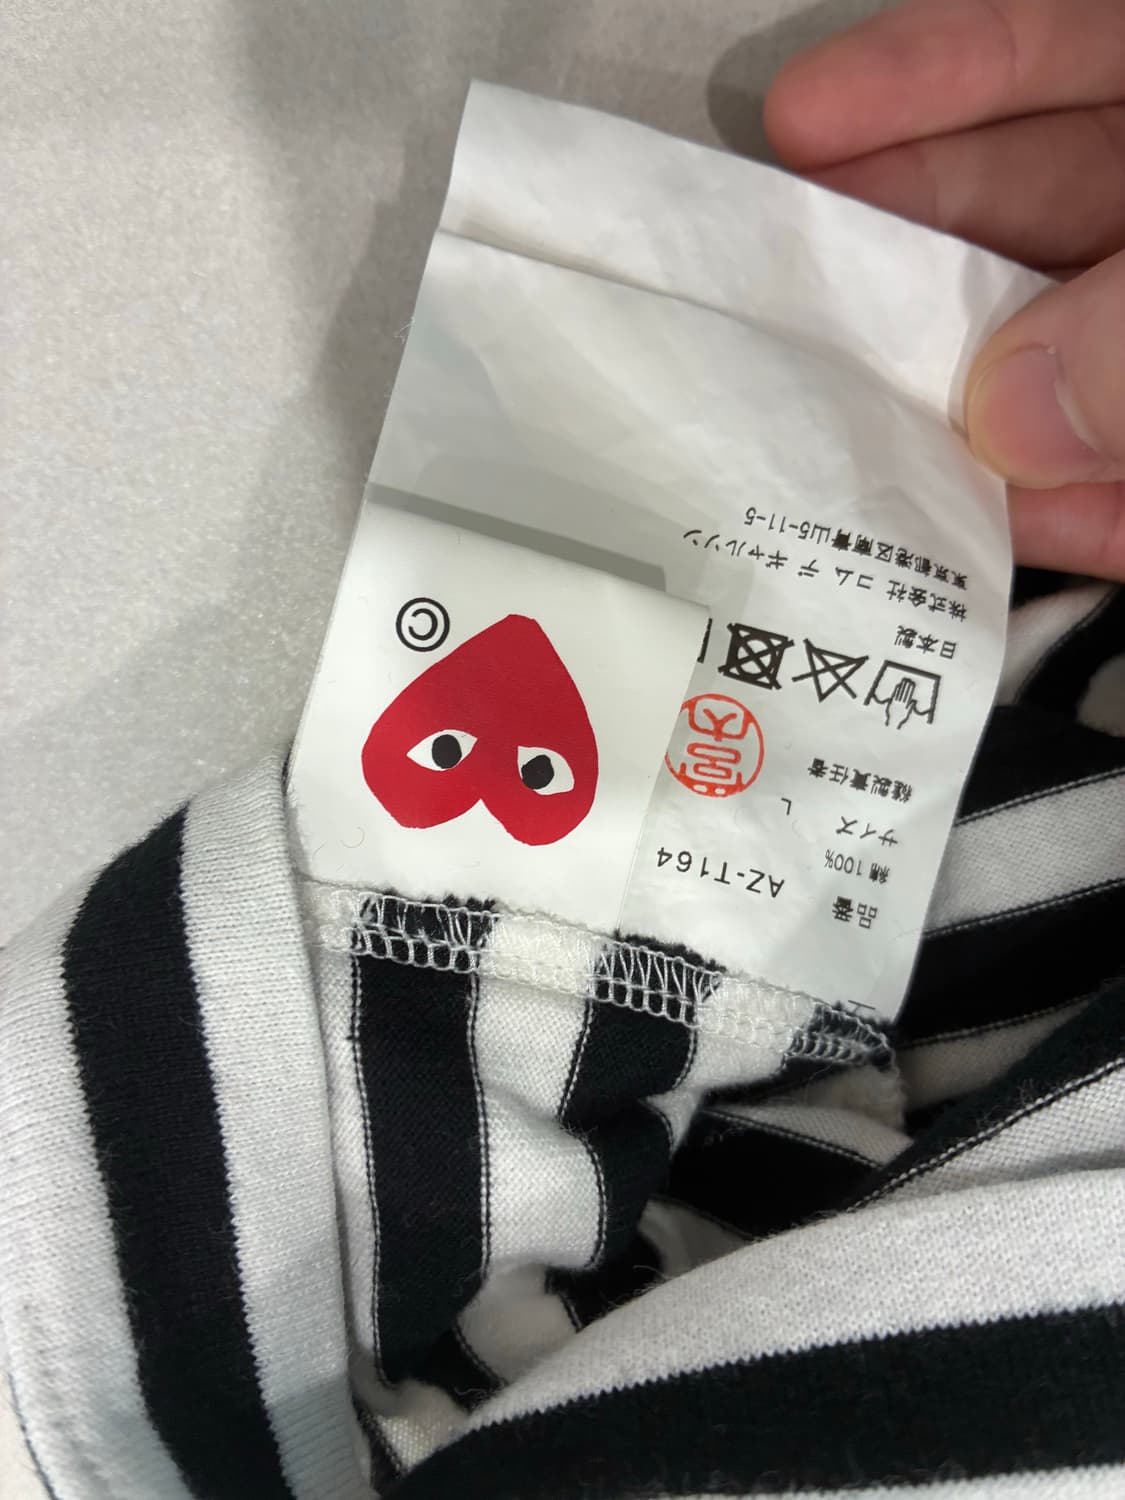 品番 AZ-T164
綿 100%
サイズ L
縫製責任者
日本製
株式会社 コム デ ギャルソン
東京都港区南青山5-11-5
©